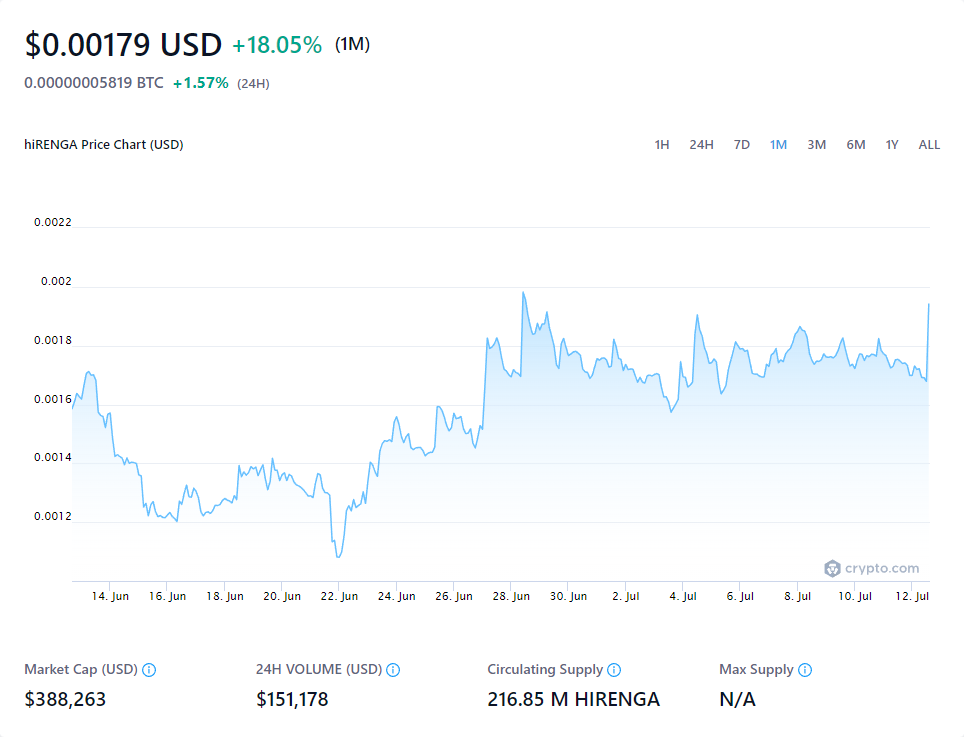 $0.00179 USD +18.05% (1M)
0.00000005819 BTC +1.57% (24H)
hiRENGA Price Chart (USD) 1H 24H 7D 1M 3M 6M 1Y ALL
0.0022
0.002
0.0018
0.0016
0.0014
0.0012
crypto.com
14. Jun 16. Jun 18. Jun 20. Jun 22. Jun 24. Jun 26. Jun 28. Jun 30. Jun 2. Jul 4. Jul 6. Jul 8. Jul 10. Jul 12. Jul
Market Cap (USD) 24H VOLUME (USD) Circulating Supply Max Supply
$388,263 $151,178 216.85 M HIRENGA N/A